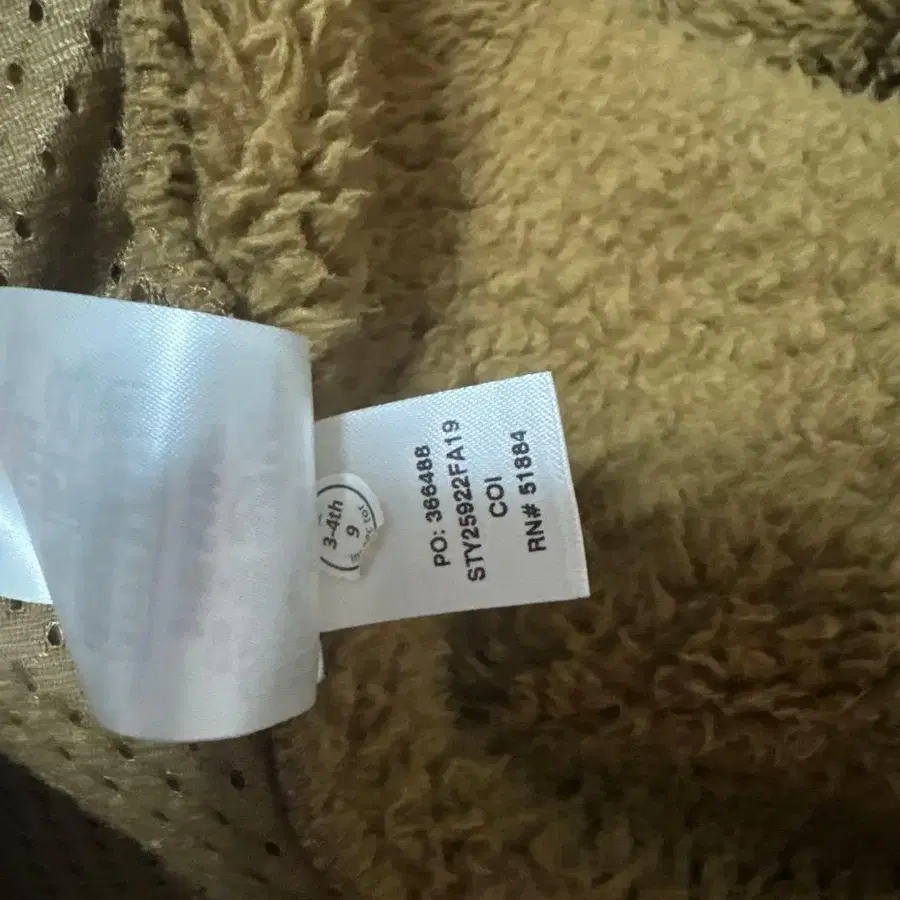 3-4th
9
PO: 366488
STY25922FA19
COI
RN# 51884